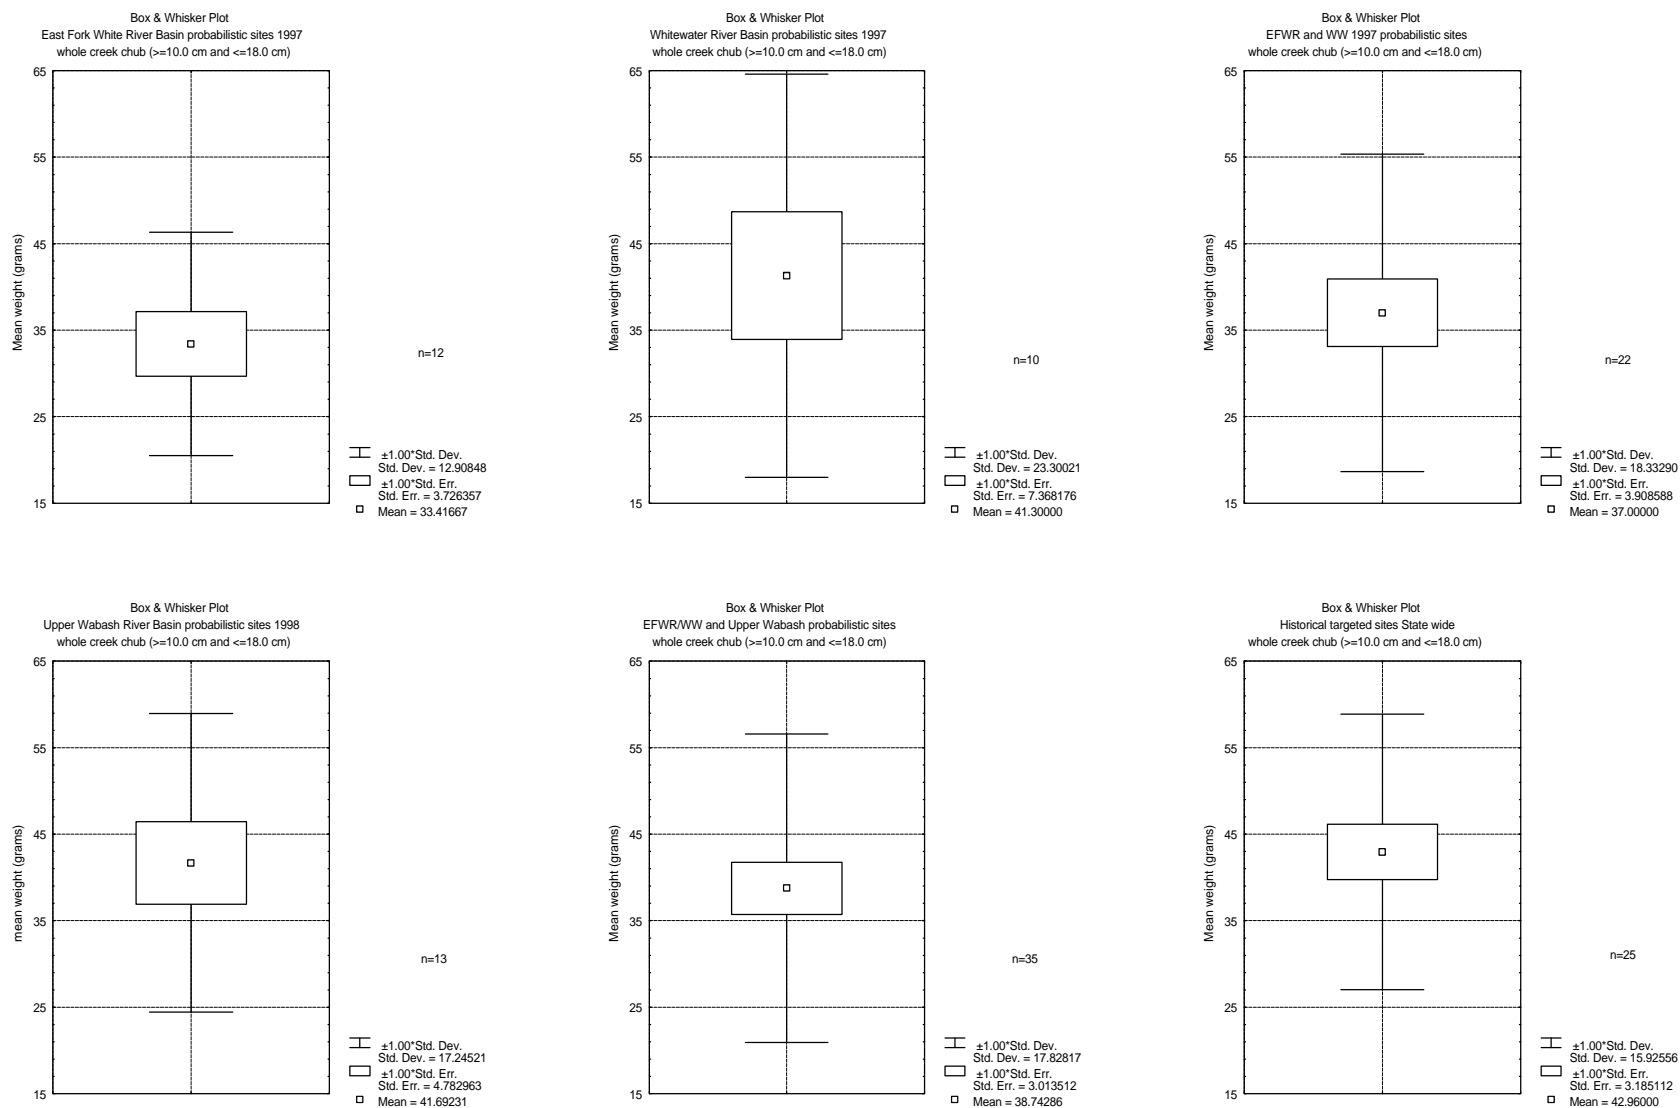 Box & Whisker Plot
East Fork White River Basin probabilistic sites 1997
whole creek chub (>=10.0 cm and <=18.0 cm)
Mean weight (grams)
65
55
45
35
25
15
n=12
±1.00*Std. Dev.
Std. Dev. = 12.90848
±1.00*Std. Err.
Std. Err. = 3.726357
Mean = 33.41667
Box & Whisker Plot
Whitewater River Basin probabilistic sites 1997
whole creek chub (>=10.0 cm and <=18.0 cm)
Mean weight (grams)
65
55
45
35
25
15
n=10
±1.00*Std. Dev.
Std. Dev. = 23.30021
±1.00*Std. Err.
Std. Err. = 7.368176
Mean = 41.30000
Box & Whisker Plot
EFWR and WW 1997 probabilistic sites
whole creek chub (>=10.0 cm and <=18.0 cm)
Mean weight (grams)
65
55
45
35
25
15
n=22
±1.00*Std. Dev.
Std. Dev. = 18.33290
±1.00*Std. Err.
Std. Err. = 3.908588
Mean = 37.00000
Box & Whisker Plot
Upper Wabash River Basin probabilistic sites 1998
whole creek chub (>=10.0 cm and <=18.0 cm)
mean weight (grams)
65
55
45
35
25
15
n=13
±1.00*Std. Dev.
Std. Dev. = 17.24521
±1.00*Std. Err.
Std. Err. = 4.782963
Mean = 41.69231
Box & Whisker Plot
EFWR/WW and Upper Wabash probabilistic sites
whole creek chub (>=10.0 cm and <=18.0 cm)
Mean weight (grams)
65
55
45
35
25
15
n=35
±1.00*Std. Dev.
Std. Dev. = 17.82817
±1.00*Std. Err.
Std. Err. = 3.013512
Mean = 38.74286
Box & Whisker Plot
Historical targeted sites State wide
whole creek chub (>=10.0 cm and <=18.0 cm)
Mean weight (grams)
65
55
45
35
25
15
n=25
±1.00*Std. Dev.
Std. Dev. = 15.92556
±1.00*Std. Err.
Std. Err. = 3.185112
Mean = 42.96000